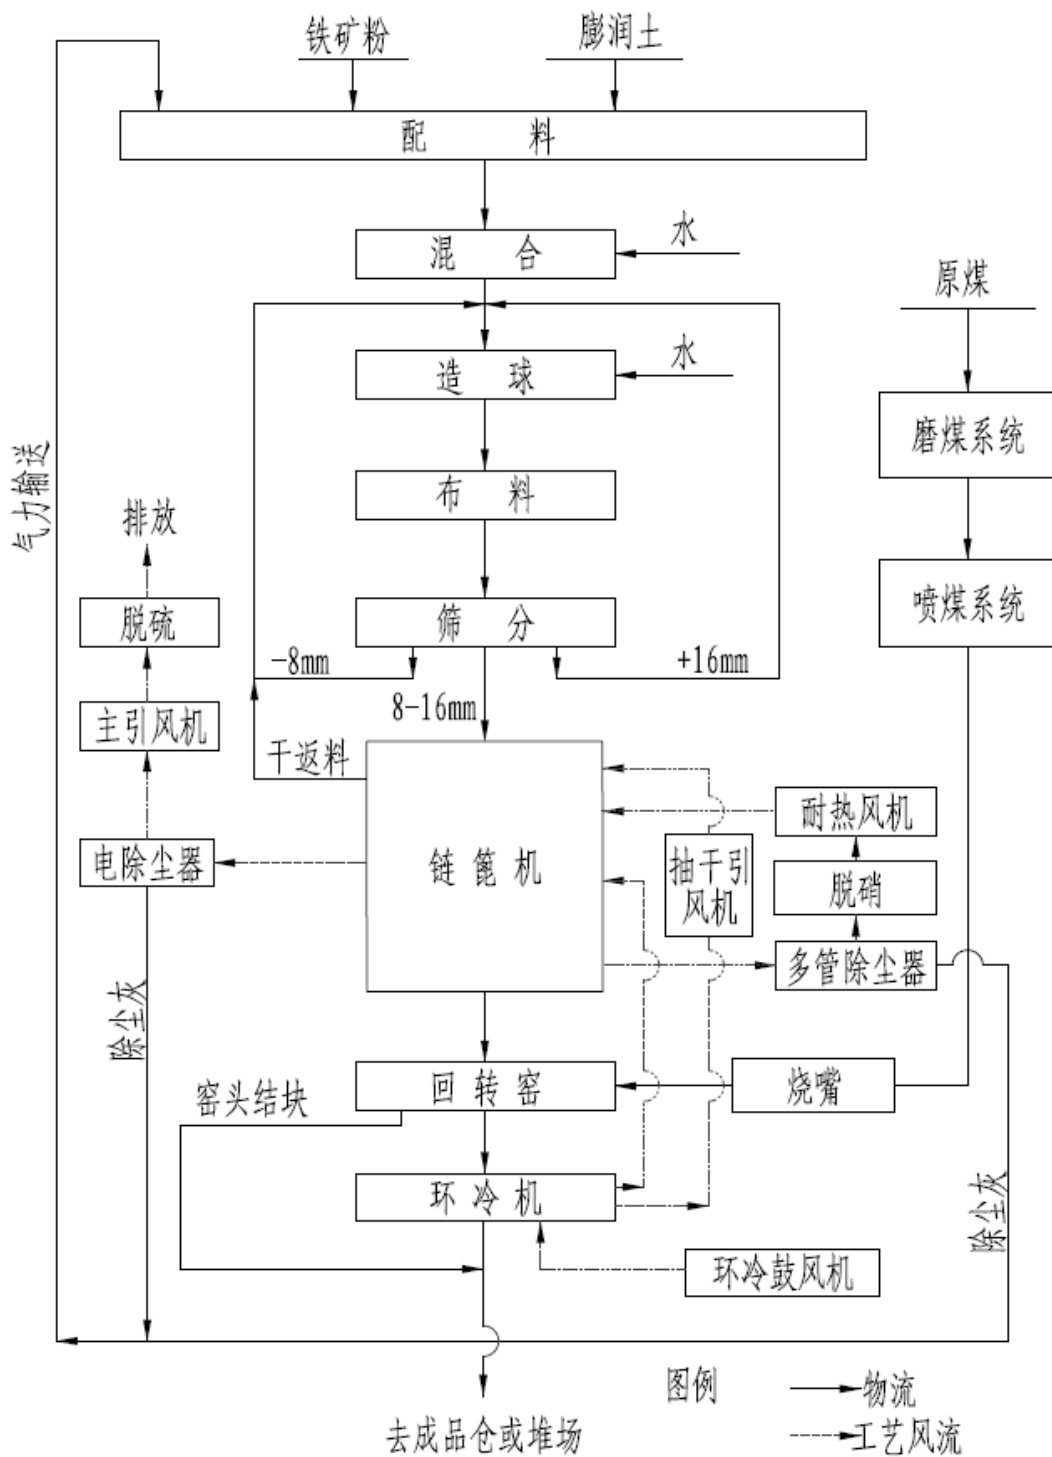 铁矿粉
膨润土
配 料
水
混 合
原煤
水
造 球
磨煤系统
气力输送
布 料
排放
喷煤系统
脱硫
筛 分
-8mm
+16mm
8-16mm
主引风机
干返料
耐热风机
电除尘器
链 篦 机
抽干引
风机
脱硝
多管除尘器
除尘灰
窑头结块
回 转 窑
烧嘴
环 冷 机
除尘灰
环冷鼓风机
图例
物流
去成品仓或堆场
工艺风流